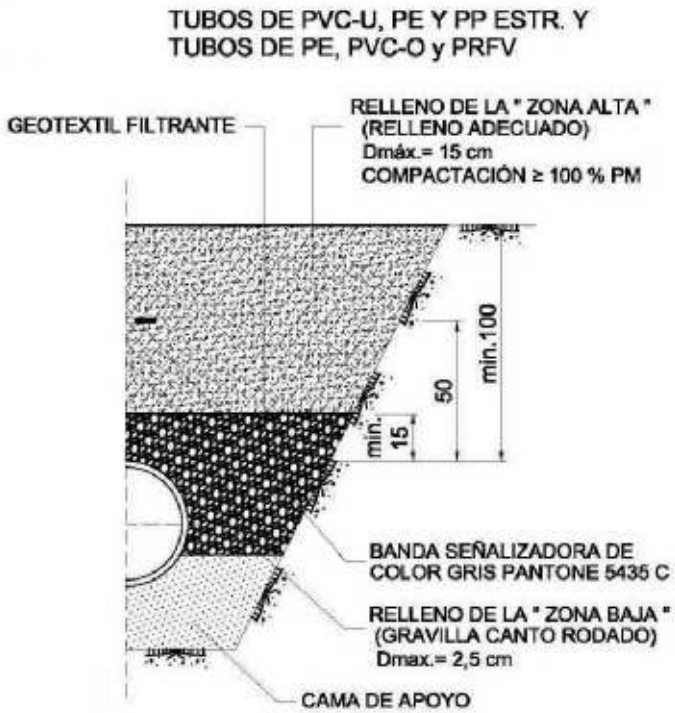 TUBOS DE PVC-U, PE Y PP ESTR. Y
TUBOS DE PE, PVC-O y PRFV
GEOTEXTIL FILTRANTE
RELLENO DE LA " ZONA ALTA "
(RELLENO ADECUADO)
Dmáx.= 15 cm
COMPACTACIÓN ≥ 100 % PM
min.100
50
min.
15
BANDA SEÑALIZADORA DE
COLOR GRIS PANTONE 5435 C
RELLENO DE LA " ZONA BAJA "
(GRAVILLA CANTO RODADO)
Dmax.= 2,5 cm
CAMA DE APOYO